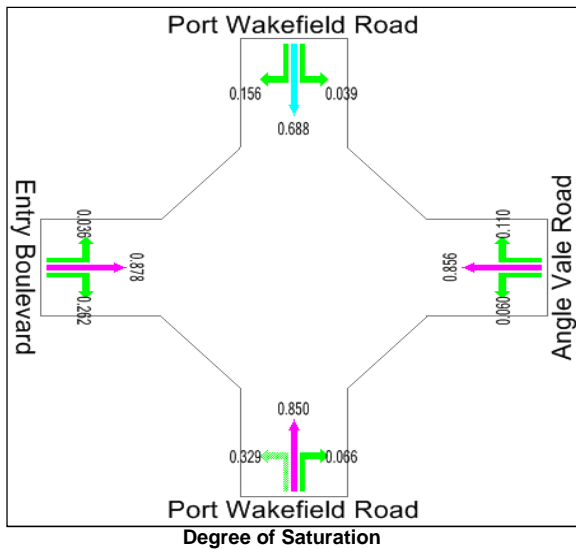 Port Wakefield Road
0.156
0.039
0.688
Entry Boulevard
0.036
0.878
0.262
0.110
0.856
0.060
Angle Vale Road
0.850
0.329
0.066
Port Wakefield Road
Degree of Saturation